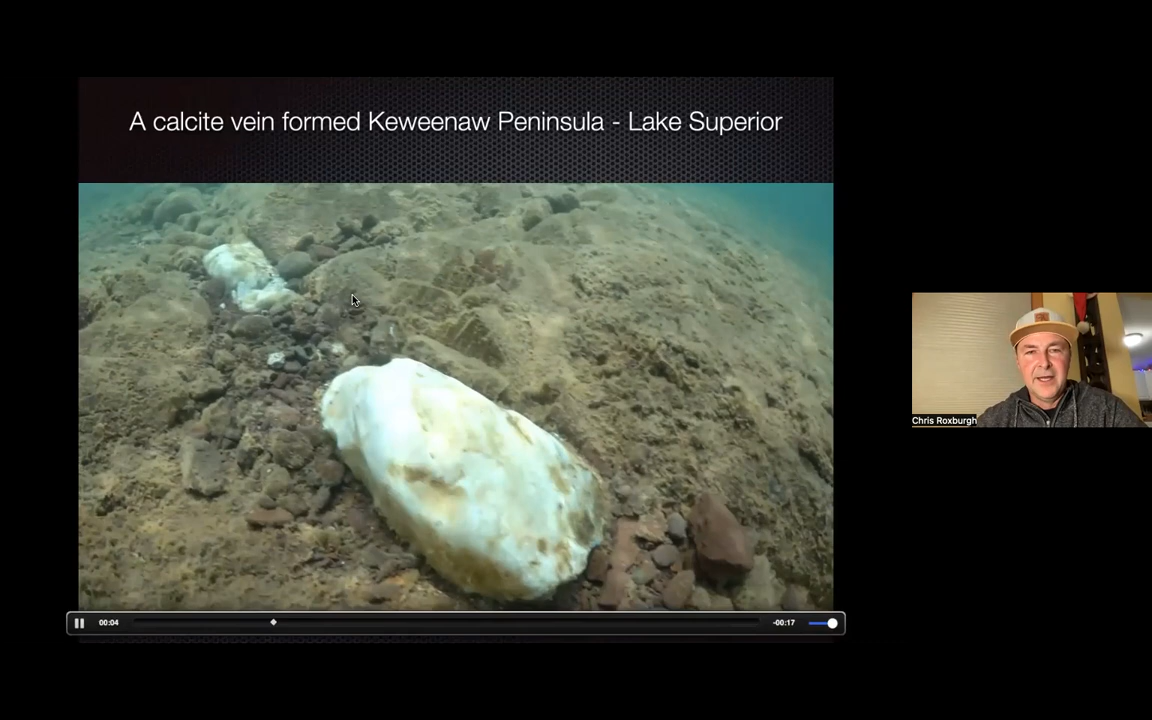 A calcite vein formed Keweenaw Peninsula - Lake Superior
Chris Roxburgh
00:04
-00:17